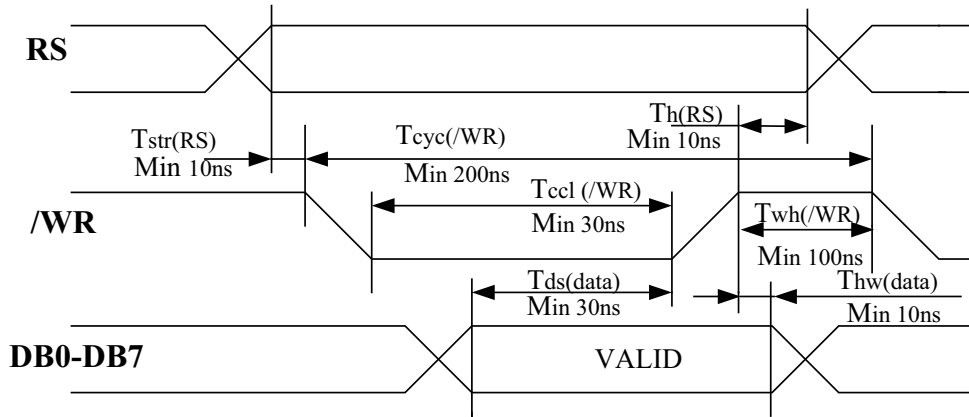 RS
Tstr(RS)
Min 10ns
Tcyc(/WR)
Min 200ns
Th(RS)
Min 10ns
/WR
Tccl (/WR)
Min 30ns
Twh(/WR)
Min 100ns
Tds(data)
Min 30ns
Thw(data)
Min 10ns
DB0-DB7
VALID